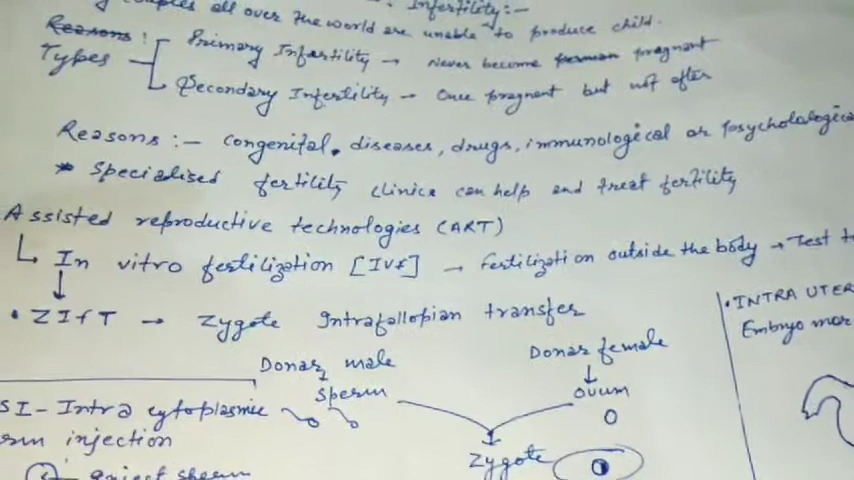 Infertility:-
couples all over the world are unable to produce child.
Reasons :
Types
Primary Infartility → Never become pregnant
Secondary Infertility → Once pregnant but not after
Reasons :- Congenital, diseases, drugs, immunological or Psycholological
* Specialised fertility clinics can help and treat fertility
Assisted reproductive technologies (ART)
In vitro fertilization [IVF] → Fertilization outside the body → Test
• ZIFT → Zygote Intrafallopian transfer
• INTRA UTER
Embryo mor
Donar male
Donar female
Sperm
Ovum
SI - Intra cytoplasmic
injection
Zygote